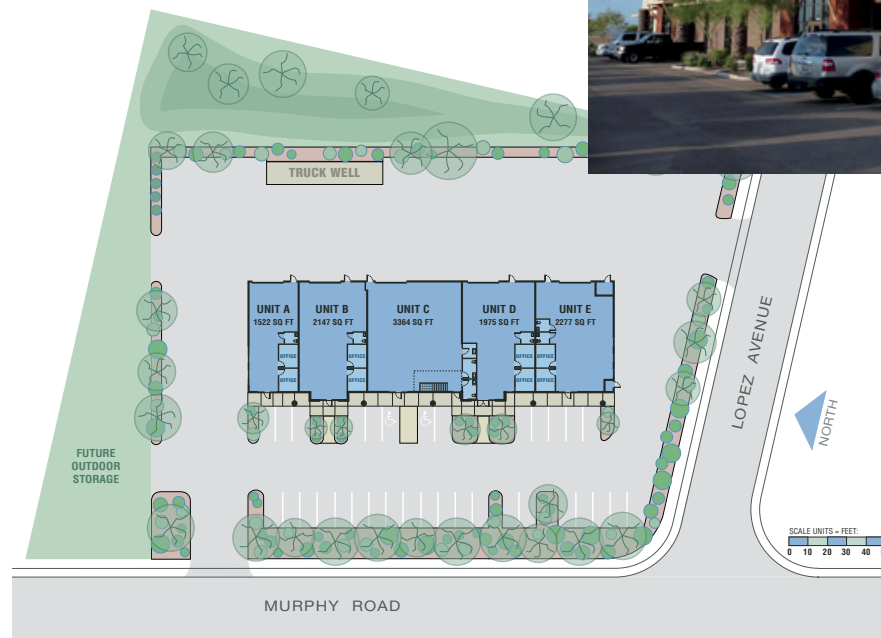 TRUCK WELL
UNIT A
1522 SQ FT
UNIT B
2147 SQ FT
UNIT C
3364 SQ FT
UNIT D
1975 SQ FT
UNIT E
2277 SQ FT
OFFICE
OFFICE
OFFICE
OFFICE
OFFICE
OFFICE
OFFICE
OFFICE
FUTURE
OUTDOOR
STORAGE
LOPEZ AVENUE
NORTH
SCALE UNITS = FEET:
0 10 20 30 40
MURPHY ROAD